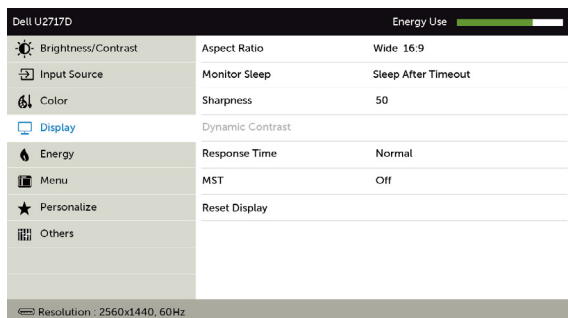 Dell U2717D Energy Use
Brightness/Contrast Aspect Ratio Wide 16:9
Input Source Monitor Sleep Sleep After Timeout
Color Sharpness 50
Display Dynamic Contrast
Energy Response Time Normal
Menu MST Off
Personalize Reset Display
Others
Resolution : 2560x1440, 60Hz